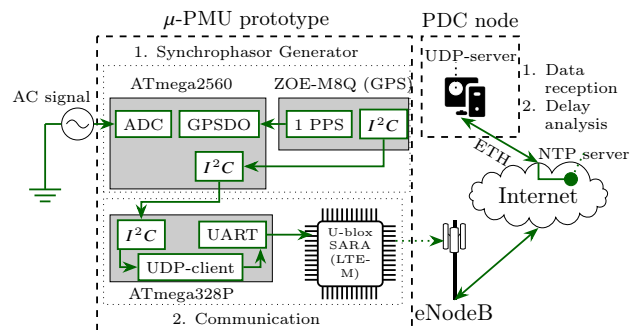 μ-PMU prototype
PDC node
1. Synchrophasor Generator
UDP-server
ATmega2560
ZOE-M8Q (GPS)
1. Data
reception
2. Delay
analysis
AC signal
ADC
GPSDO
1 PPS
I²C
I²C
ETH
NTP server
Internet
I²C
UART
UDP-client
U-blox
SARA
(LTE-
M)
ATmega328P
eNodeB
2. Communication